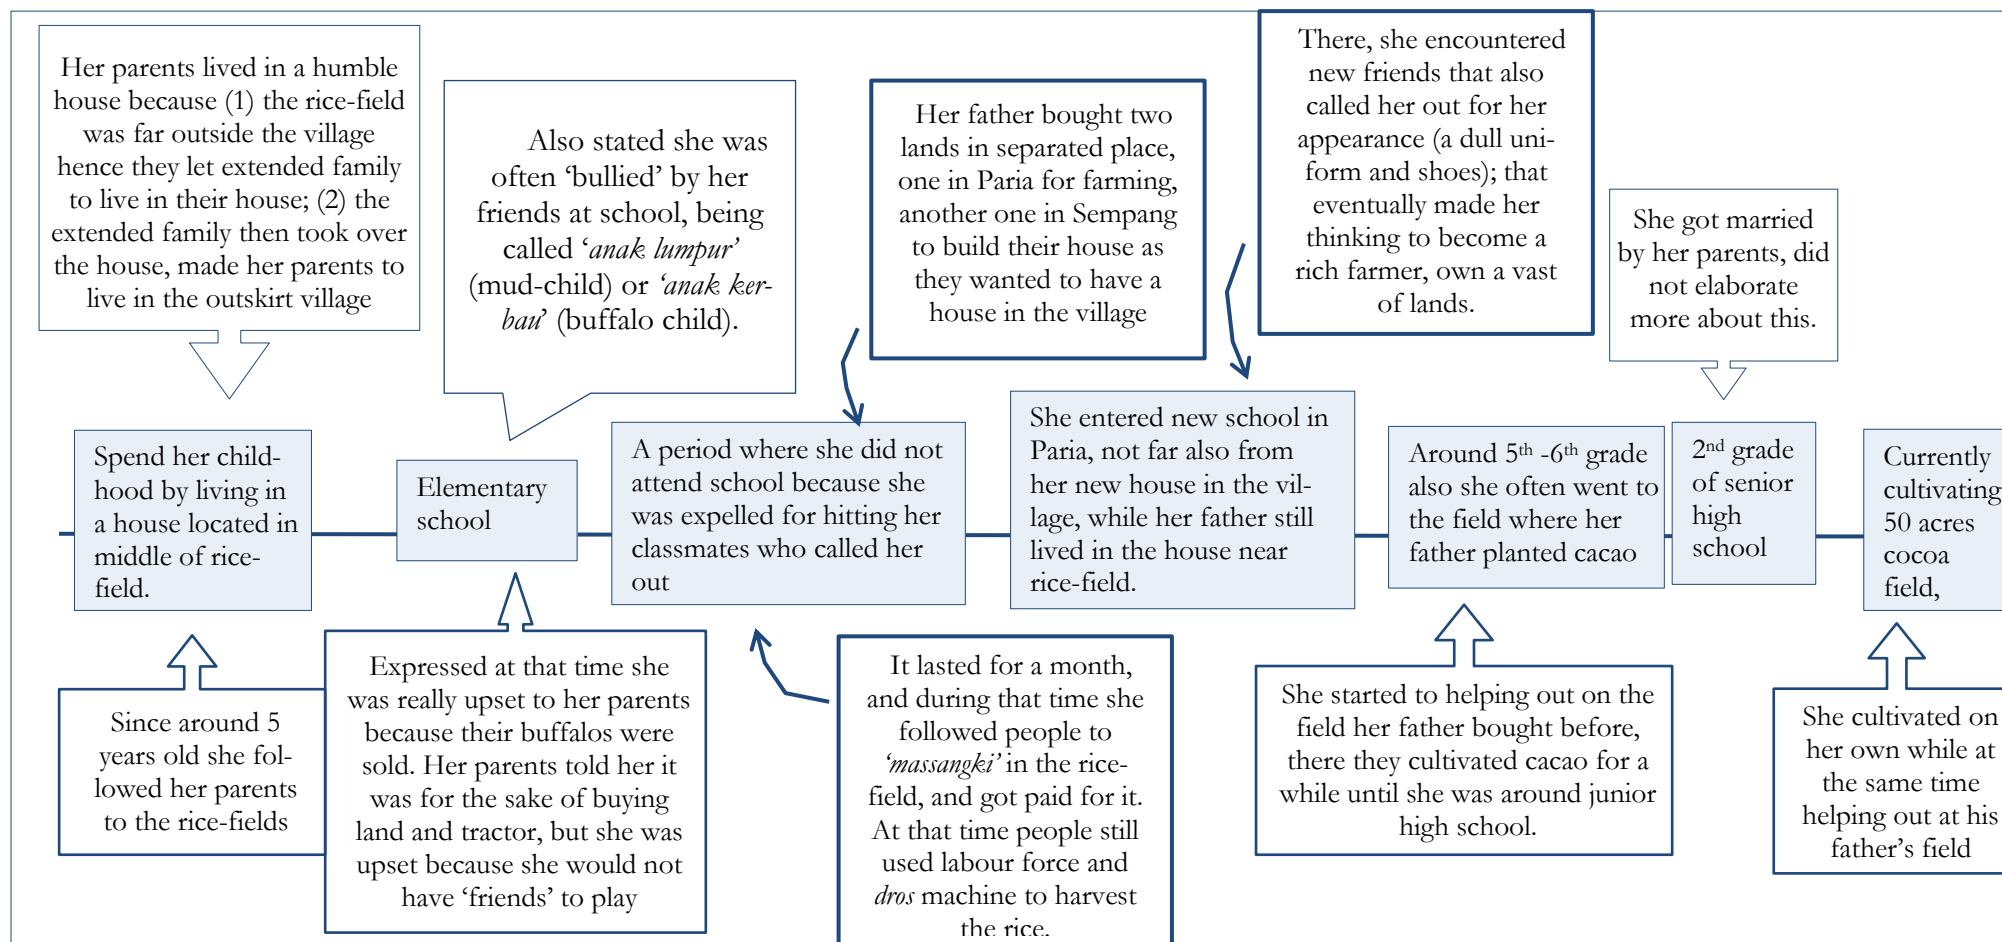 Her parents lived in a humble
house because (1) the rice-field
was far outside the village
hence they let extended family
to live in their house; (2) the
extended family then took over
the house, made her parents to
live in the outskirt village
Also stated she was
often ‘bullied’ by her
friends at school, being
called ‘anak lumpur’
(mud-child) or ‘anak ker-
bau’ (buffalo child).
Her father bought two
lands in separated place,
one in Paria for farming,
another one in Sempang
to build their house as
they wanted to have a
house in the village
There, she encountered
new friends that also
called her out for her
appearance (a dull uni-
form and shoes); that
eventually made her
thinking to become a
rich farmer, own a vast
of lands.
She got married
by her parents, did
not elaborate
more about this.
Spend her child-
hood by living in
a house located in
middle of rice-
field.
Elementary
school
A period where she did not
attend school because she
was expelled for hitting her
classmates who called her
out
She entered new school in
Paria, not far also from
her new house in the vil-
lage, while her father still
lived in the house near
rice-field.
Around 5th -6th grade
also she often went to
the field where her
father planted cacao
2nd grade
of senior
high
school
Currently
cultivating
50 acres
cocoa
field,
Since around 5
years old she fol-
lowed her parents
to the rice-fields
Expressed at that time she
was really upset to her parents
because their buffalos were
sold. Her parents told her it
was for the sake of buying
land and tractor, but she was
upset because she would not
have ‘friends’ to play
It lasted for a month,
and during that time she
followed people to
‘massangki’ in the rice-
field, and got paid for it.
At that time people still
used labour force and
dros machine to harvest
the rice.
She started to helping out on the
field her father bought before,
there they cultivated cacao for a
while until she was around junior
high school.
She cultivated on
her own while at
the same time
helping out at his
father’s field